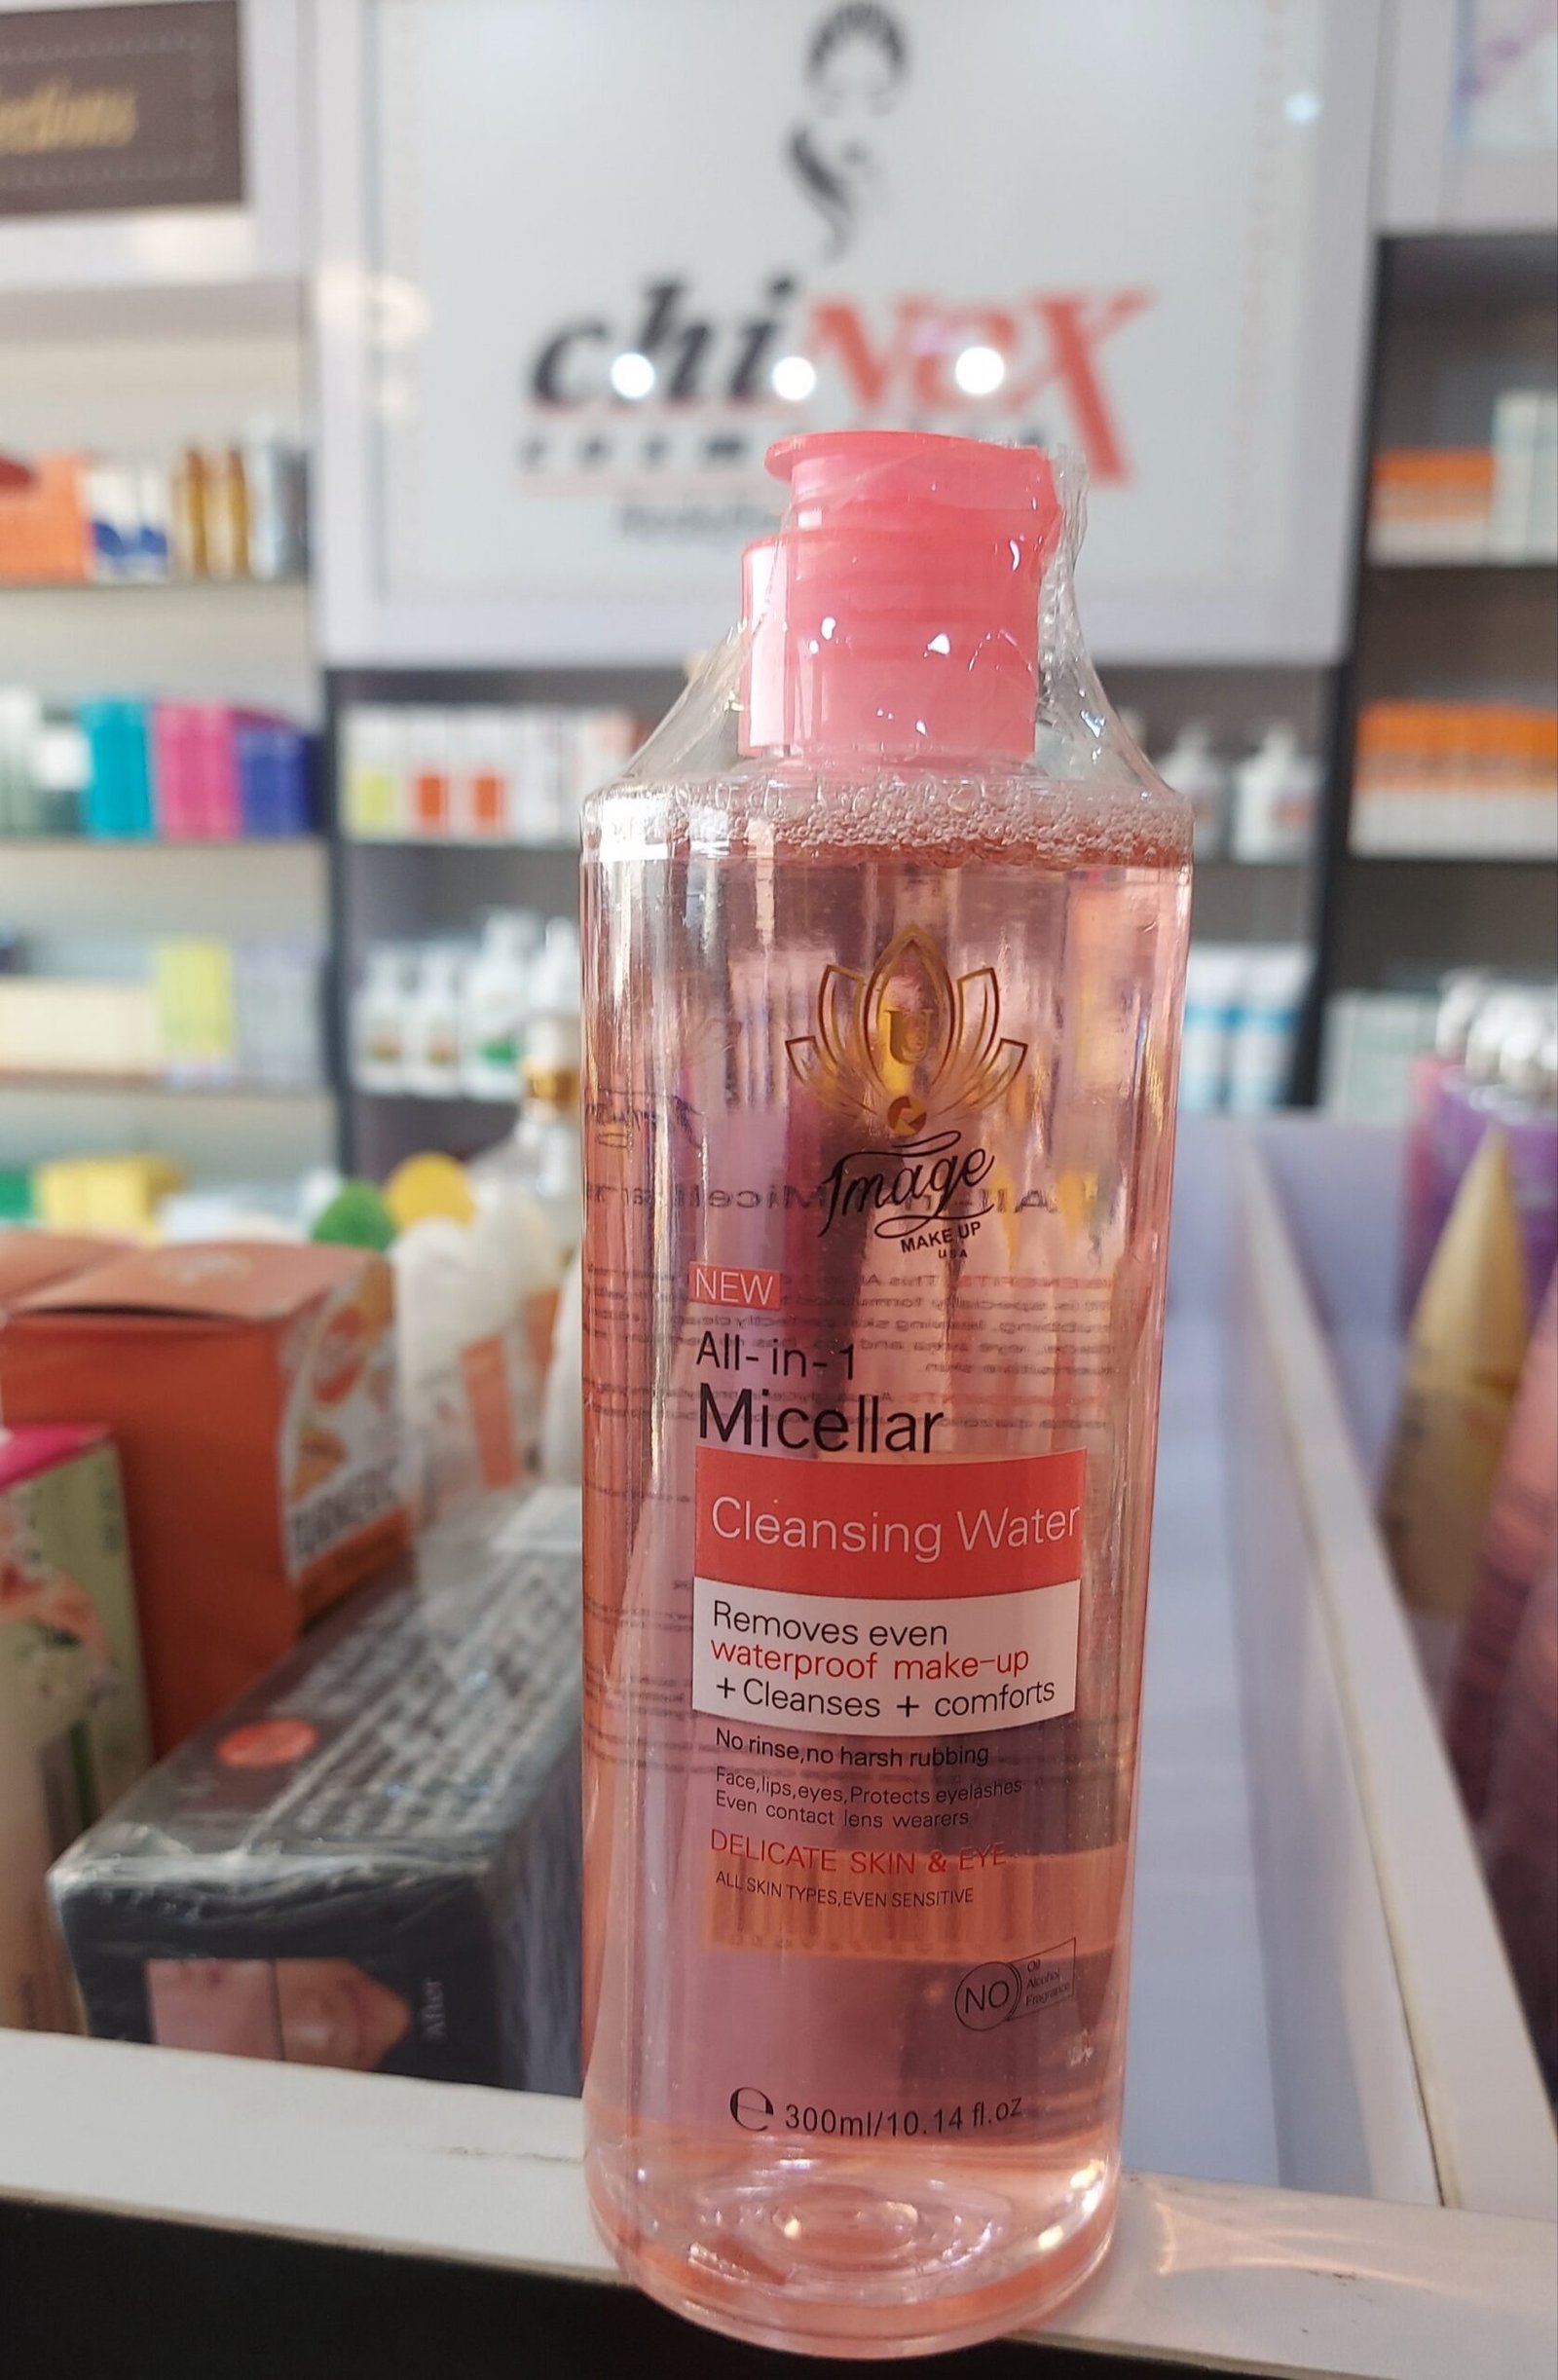 chiNeX
U
Image
MAKE UP
USA
NEW
All-in-1
Micellar
Cleansing Water
Removes even
waterproof make-up
+Cleanses + comforts
No rinse,no harsh rubbing
Face,lips,eyes,Protects eyelashes
Even contact lens wearers
DELICATE SKIN & EYE
ALL SKIN TYPES,EVEN SENSITIVE
NO
Oil
Alcohol
Fragrance
After
℮ 300ml/10.14 fl.oz